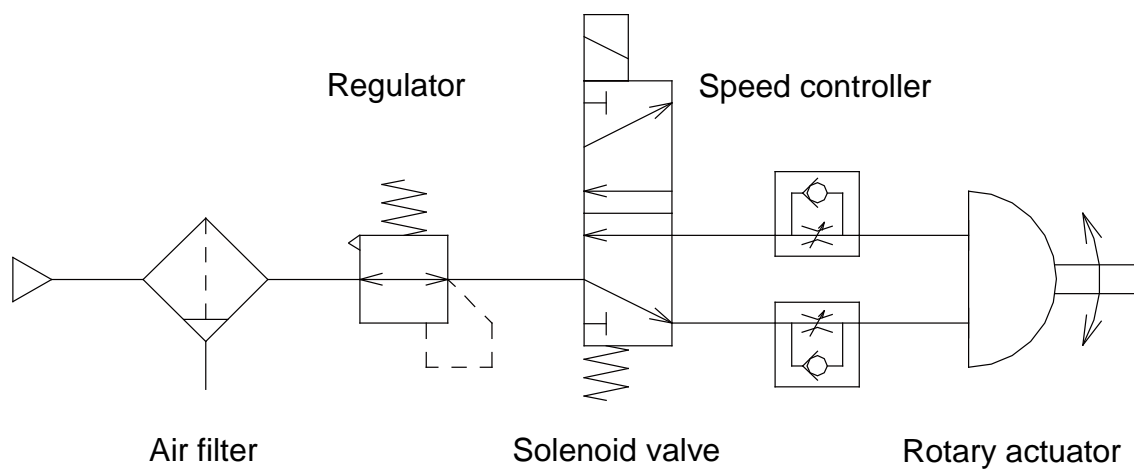 Regulator
Speed controller
Air filter
Solenoid valve
Rotary actuator